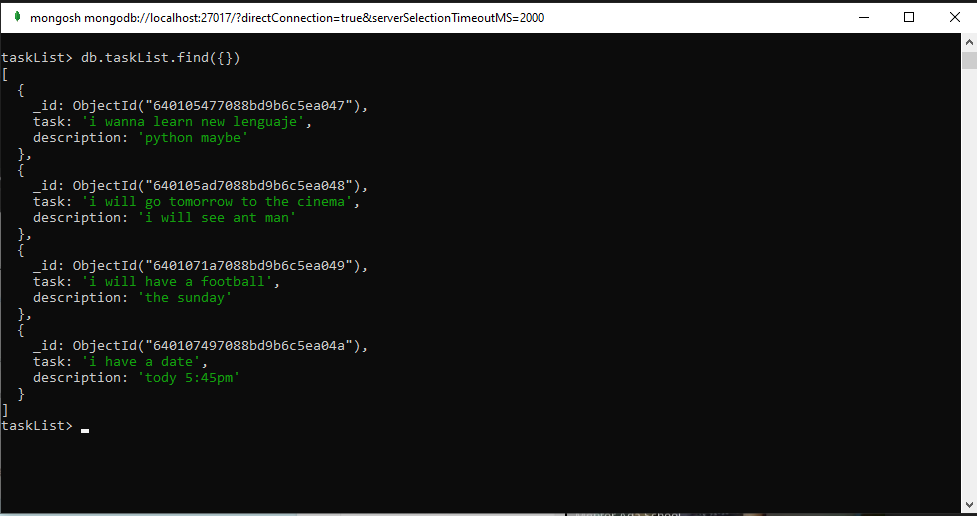 mongosh mongodb://localhost:27017/?directConnection=true&serverSelectionTimeoutMS=2000
taskList> db.taskList.find({})
[
  {
    _id: ObjectId("640105477088bd9b6c5ea047"),
    task: 'i wanna learn new lenguaje',
    description: 'python maybe'
  },
  {
    _id: ObjectId("640105ad7088bd9b6c5ea048"),
    task: 'i will go tomorrow to the cinema',
    description: 'i will see ant man'
  },
  {
    _id: ObjectId("6401071a7088bd9b6c5ea049"),
    task: 'i will have a football',
    description: 'the sunday'
  },
  {
    _id: ObjectId("640107497088bd9b6c5ea04a"),
    task: 'i have a date',
    description: 'tody 5:45pm'
  }
]
taskList>